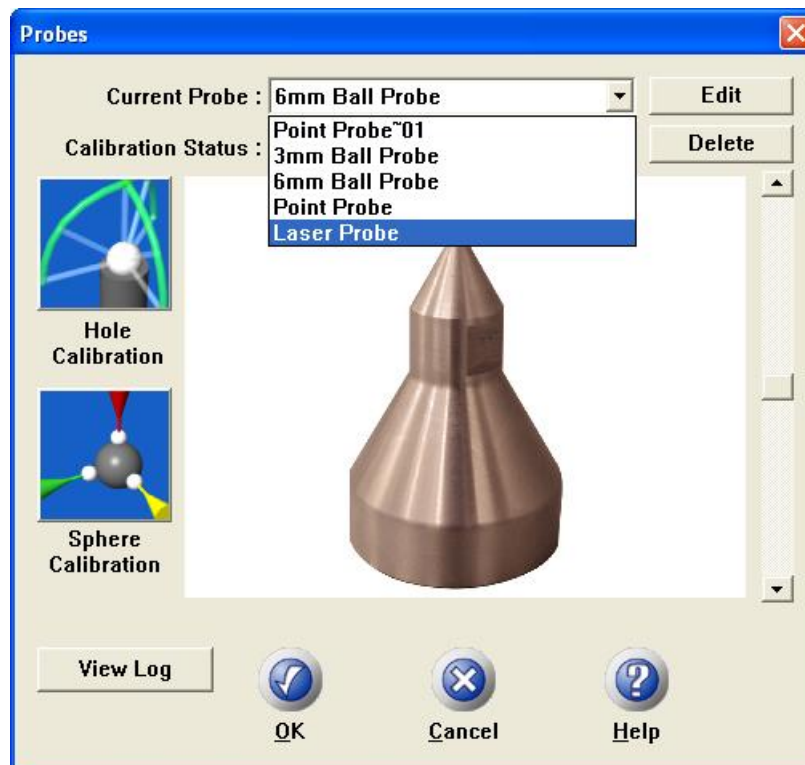 Probes
Current Probe : 6mm Ball Probe Edit
Calibration Status : Delete
Point Probe~01
3mm Ball Probe
6mm Ball Probe
Point Probe
Laser Probe
Hole
Calibration
Sphere
Calibration
View Log
OK Cancel Help